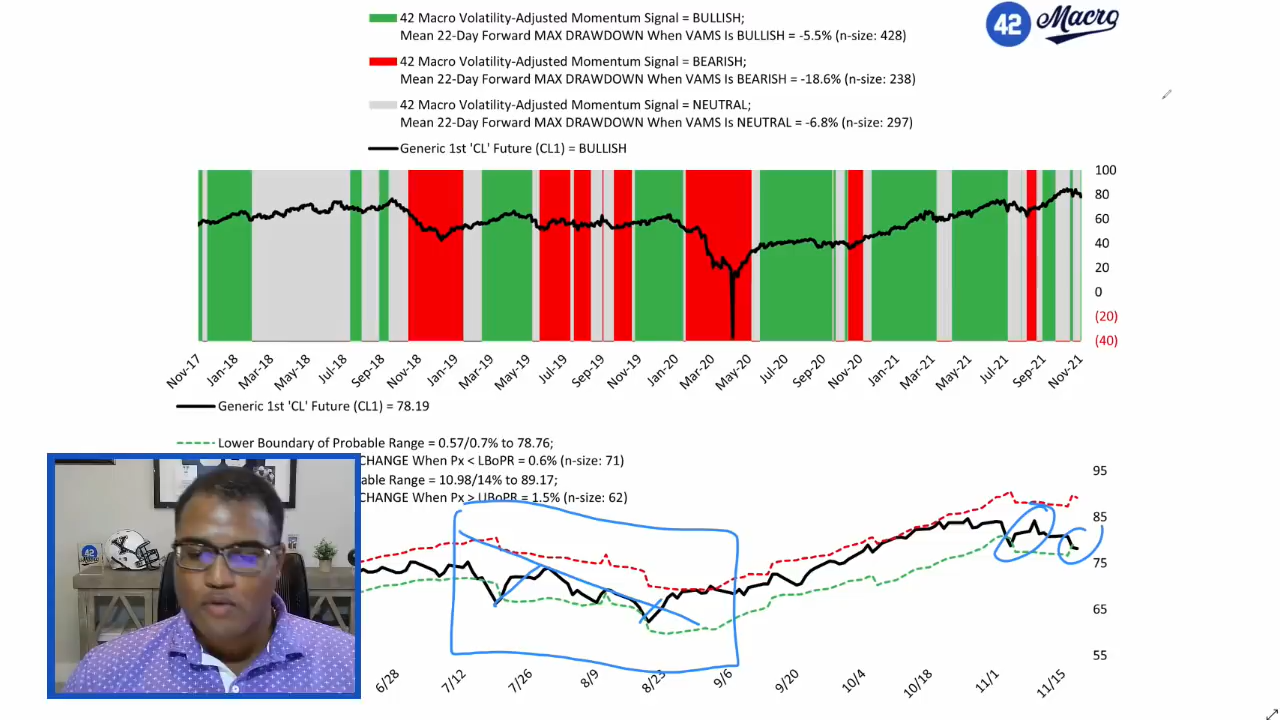 42 Macro Volatility-Adjusted Momentum Signal = BULLISH;
Mean 22-Day Forward MAX DRAWDOWN When VAMS Is BULLISH = -5.5% (n-size: 428)
42 Macro
42 Macro Volatility-Adjusted Momentum Signal = BEARISH;
Mean 22-Day Forward MAX DRAWDOWN When VAMS Is BEARISH = -18.6% (n-size: 238)
42 Macro Volatility-Adjusted Momentum Signal = NEUTRAL;
Mean 22-Day Forward MAX DRAWDOWN When VAMS Is NEUTRAL = -6.8% (n-size: 297)
Generic 1st 'CL' Future (CL1) = BULLISH
100
80
60
40
20
0
(20)
(40)
Nov-17 Jan-18 Mar-18 May-18 Jul-18 Sep-18 Nov-18 Jan-19 Mar-19 May-19 Jul-19 Sep-19 Nov-19 Jan-20 Mar-20 May-20 Jul-20 Sep-20 Nov-20 Jan-21 Mar-21 May-21 Jul-21 Sep-21 Nov-21
Generic 1st 'CL' Future (CL1) = 78.19
Lower Boundary of Probable Range = 0.57/0.7% to 78.76;
CHANGE When Px < LBoPR = 0.6% (n-size: 71)
able Range = 10.98/14% to 89.17;
CHANGE When Px > UBoPR = 1.5% (n-size: 62)
95
85
75
65
55
6/28 7/12 7/26 8/9 8/23 9/6 9/20 10/4 10/18 11/1 11/15
42